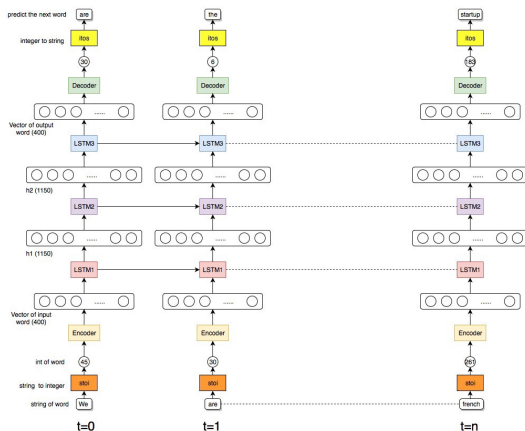 predict the next word
are
the
startup
integer to string
itos
itos
itos
30
6
183
Decoder
Decoder
Decoder
......
......
......
Vector of output
word (400)
LSTM3
LSTM3
LSTM3
......
......
......
h2 (1150)
LSTM2
LSTM2
LSTM2
......
......
......
h1 (1150)
LSTM1
LSTM1
LSTM1
......
......
......
Vector of input
word (400)
Encoder
Encoder
Encoder
int of word
45
30
261
string to integer
stoi
stoi
stoi
string of word
We
are
french
t=0
t=1
t=n